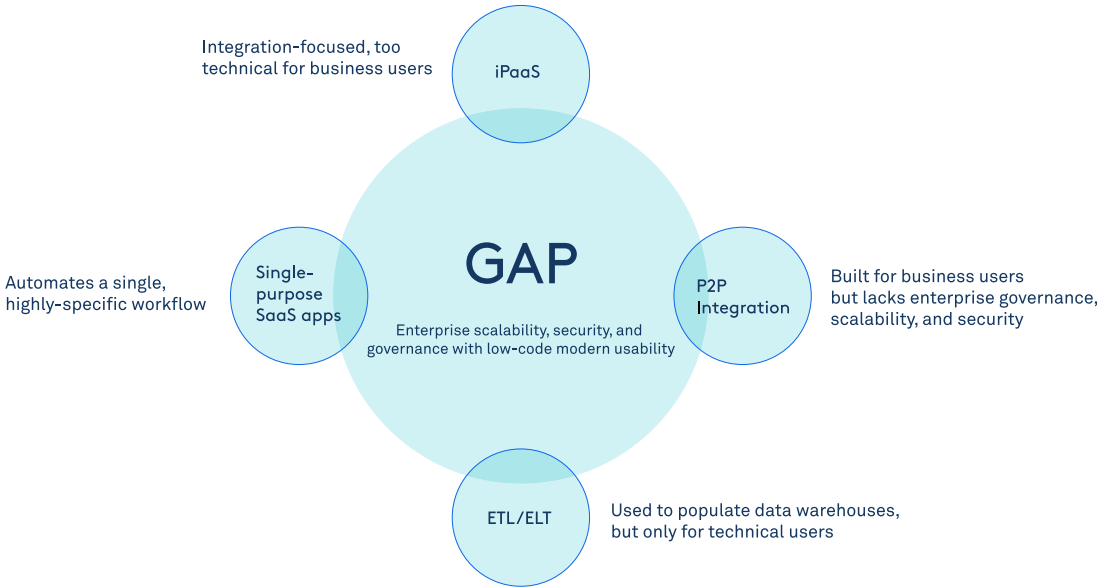 Integration-focused, too
technical for business users
iPaaS
Automates a single,
highly-specific workflow
Single-
purpose
SaaS apps
GAP
Enterprise scalability, security, and
governance with low-code modern usability
P2P
Integration
Built for business users
but lacks enterprise governance,
scalability, and security
ETL/ELT
Used to populate data warehouses,
but only for technical users